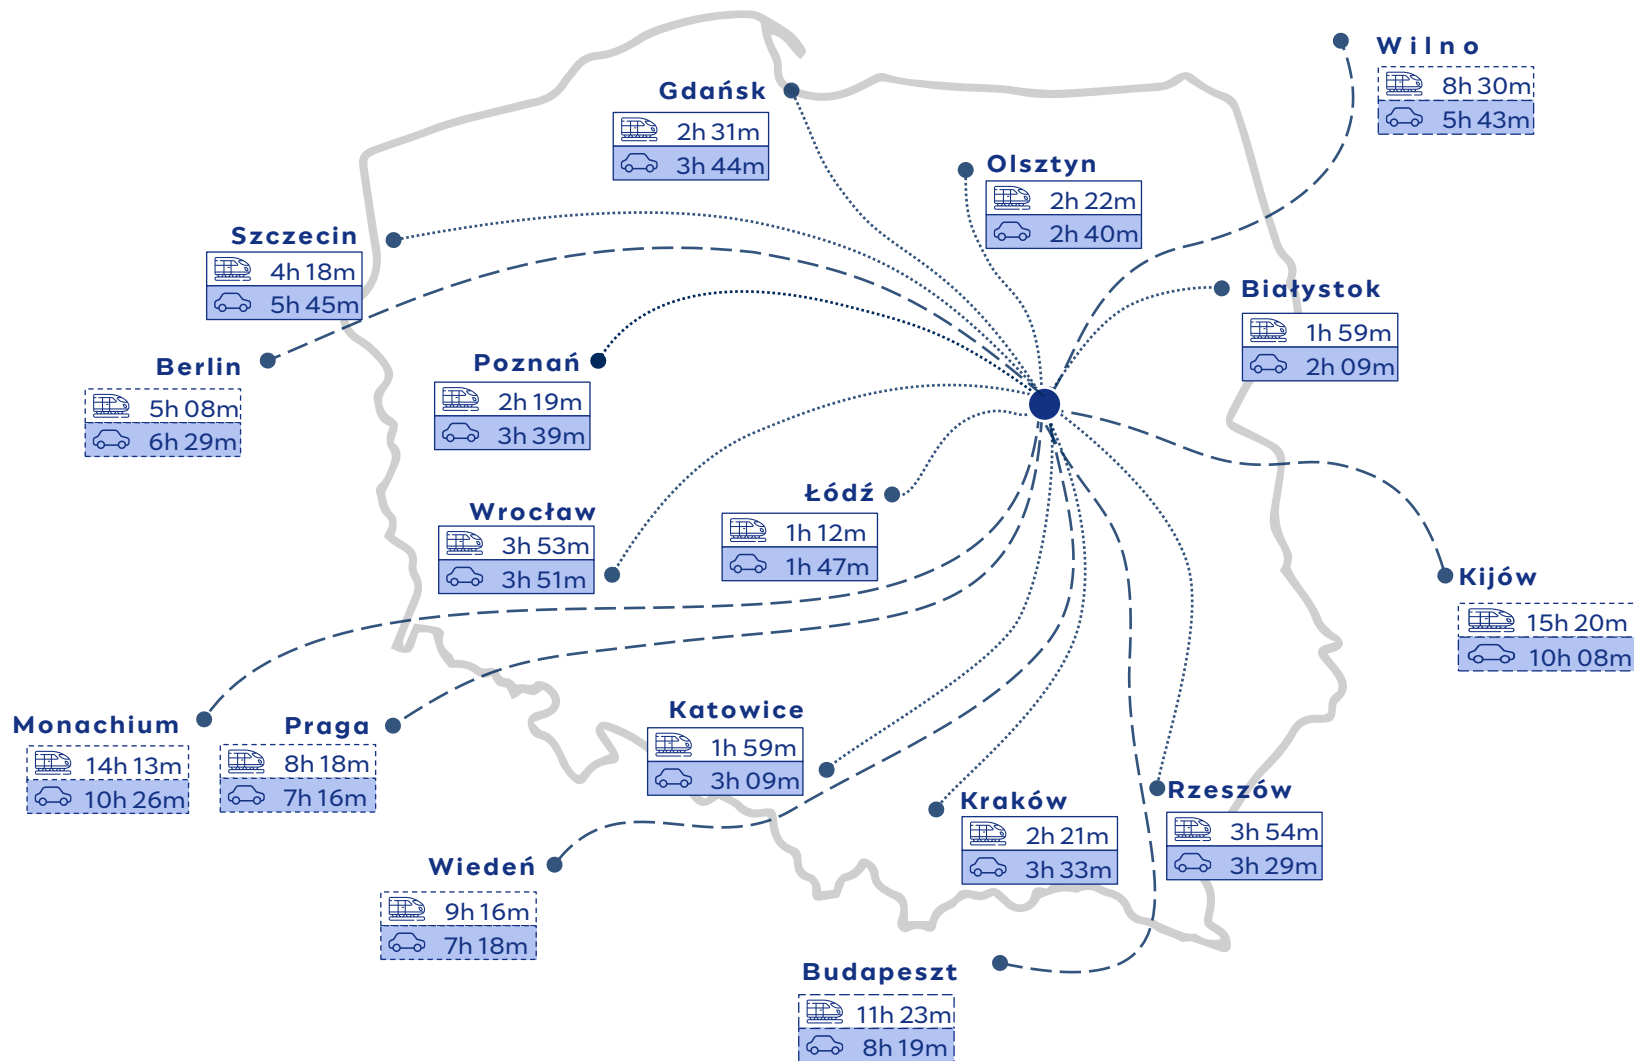 Wilno
8h 30m
5h 43m
Gdańsk
2h 31m
3h 44m
Olsztyn
2h 22m
2h 40m
Szczecin
4h 18m
5h 45m
Białystok
1h 59m
2h 09m
Berlin
5h 08m
6h 29m
Poznań
2h 19m
3h 39m
Łódź
1h 12m
1h 47m
Wrocław
3h 53m
3h 51m
Kijów
15h 20m
10h 08m
Monachium
14h 13m
10h 26m
Praga
8h 18m
7h 16m
Katowice
1h 59m
3h 09m
Kraków
2h 21m
3h 33m
Rzeszów
3h 54m
3h 29m
Wiedeń
9h 16m
7h 18m
Budapeszt
11h 23m
8h 19m